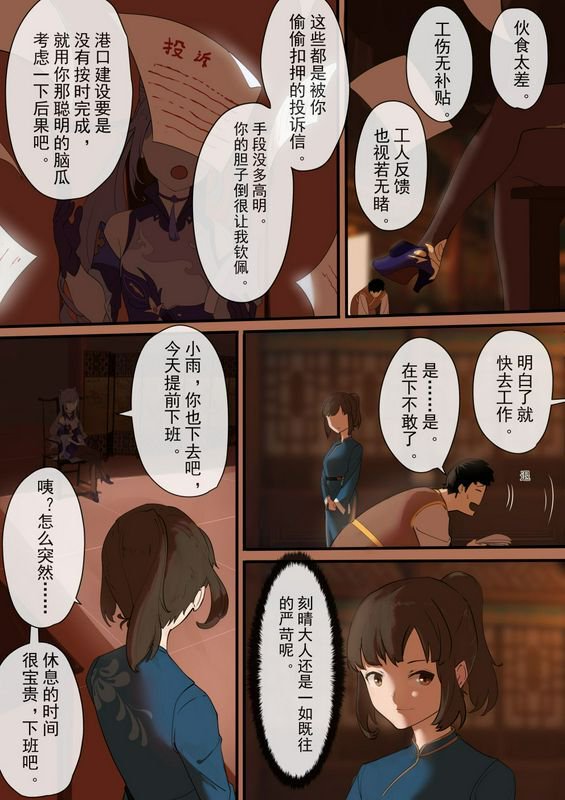 伙食太差。
工伤无补贴。
工人反馈
也视若无睹。
这些都是被你
偷偷扣押的投诉信。
手段没多高明。
你的胆子倒很让我钦佩。
投诉
港口建设要是
没有按时完成，
就用你那聪明的脑瓜
考虑一下后果吧。
明白了就
快去工作。
是……是。
在下不敢了。
退
小雨，你也下去吧，
今天提前下班。
刻晴大人还是一如既往
的严苛呢。
咦？怎么突然……
休息的时间
很宝贵，下班吧。